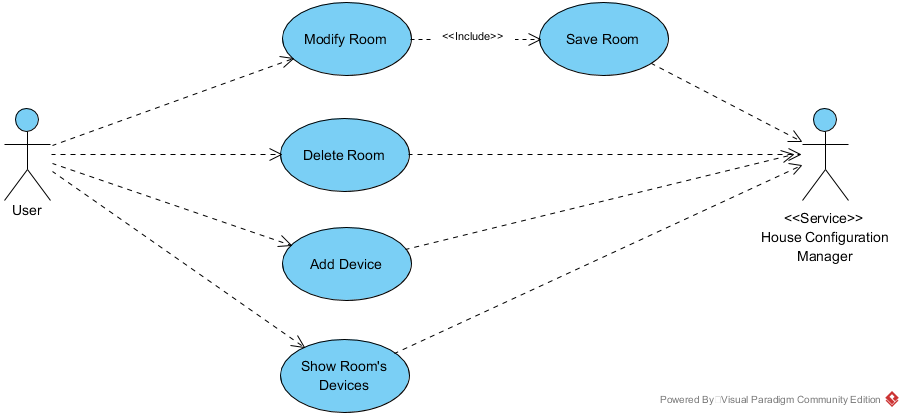 Modify Room
<<Include>>
Save Room
Delete Room
User
<<Service>>
House Configuration
Manager
Add Device
Show Room's
Devices
Powered By Visual Paradigm Community Edition